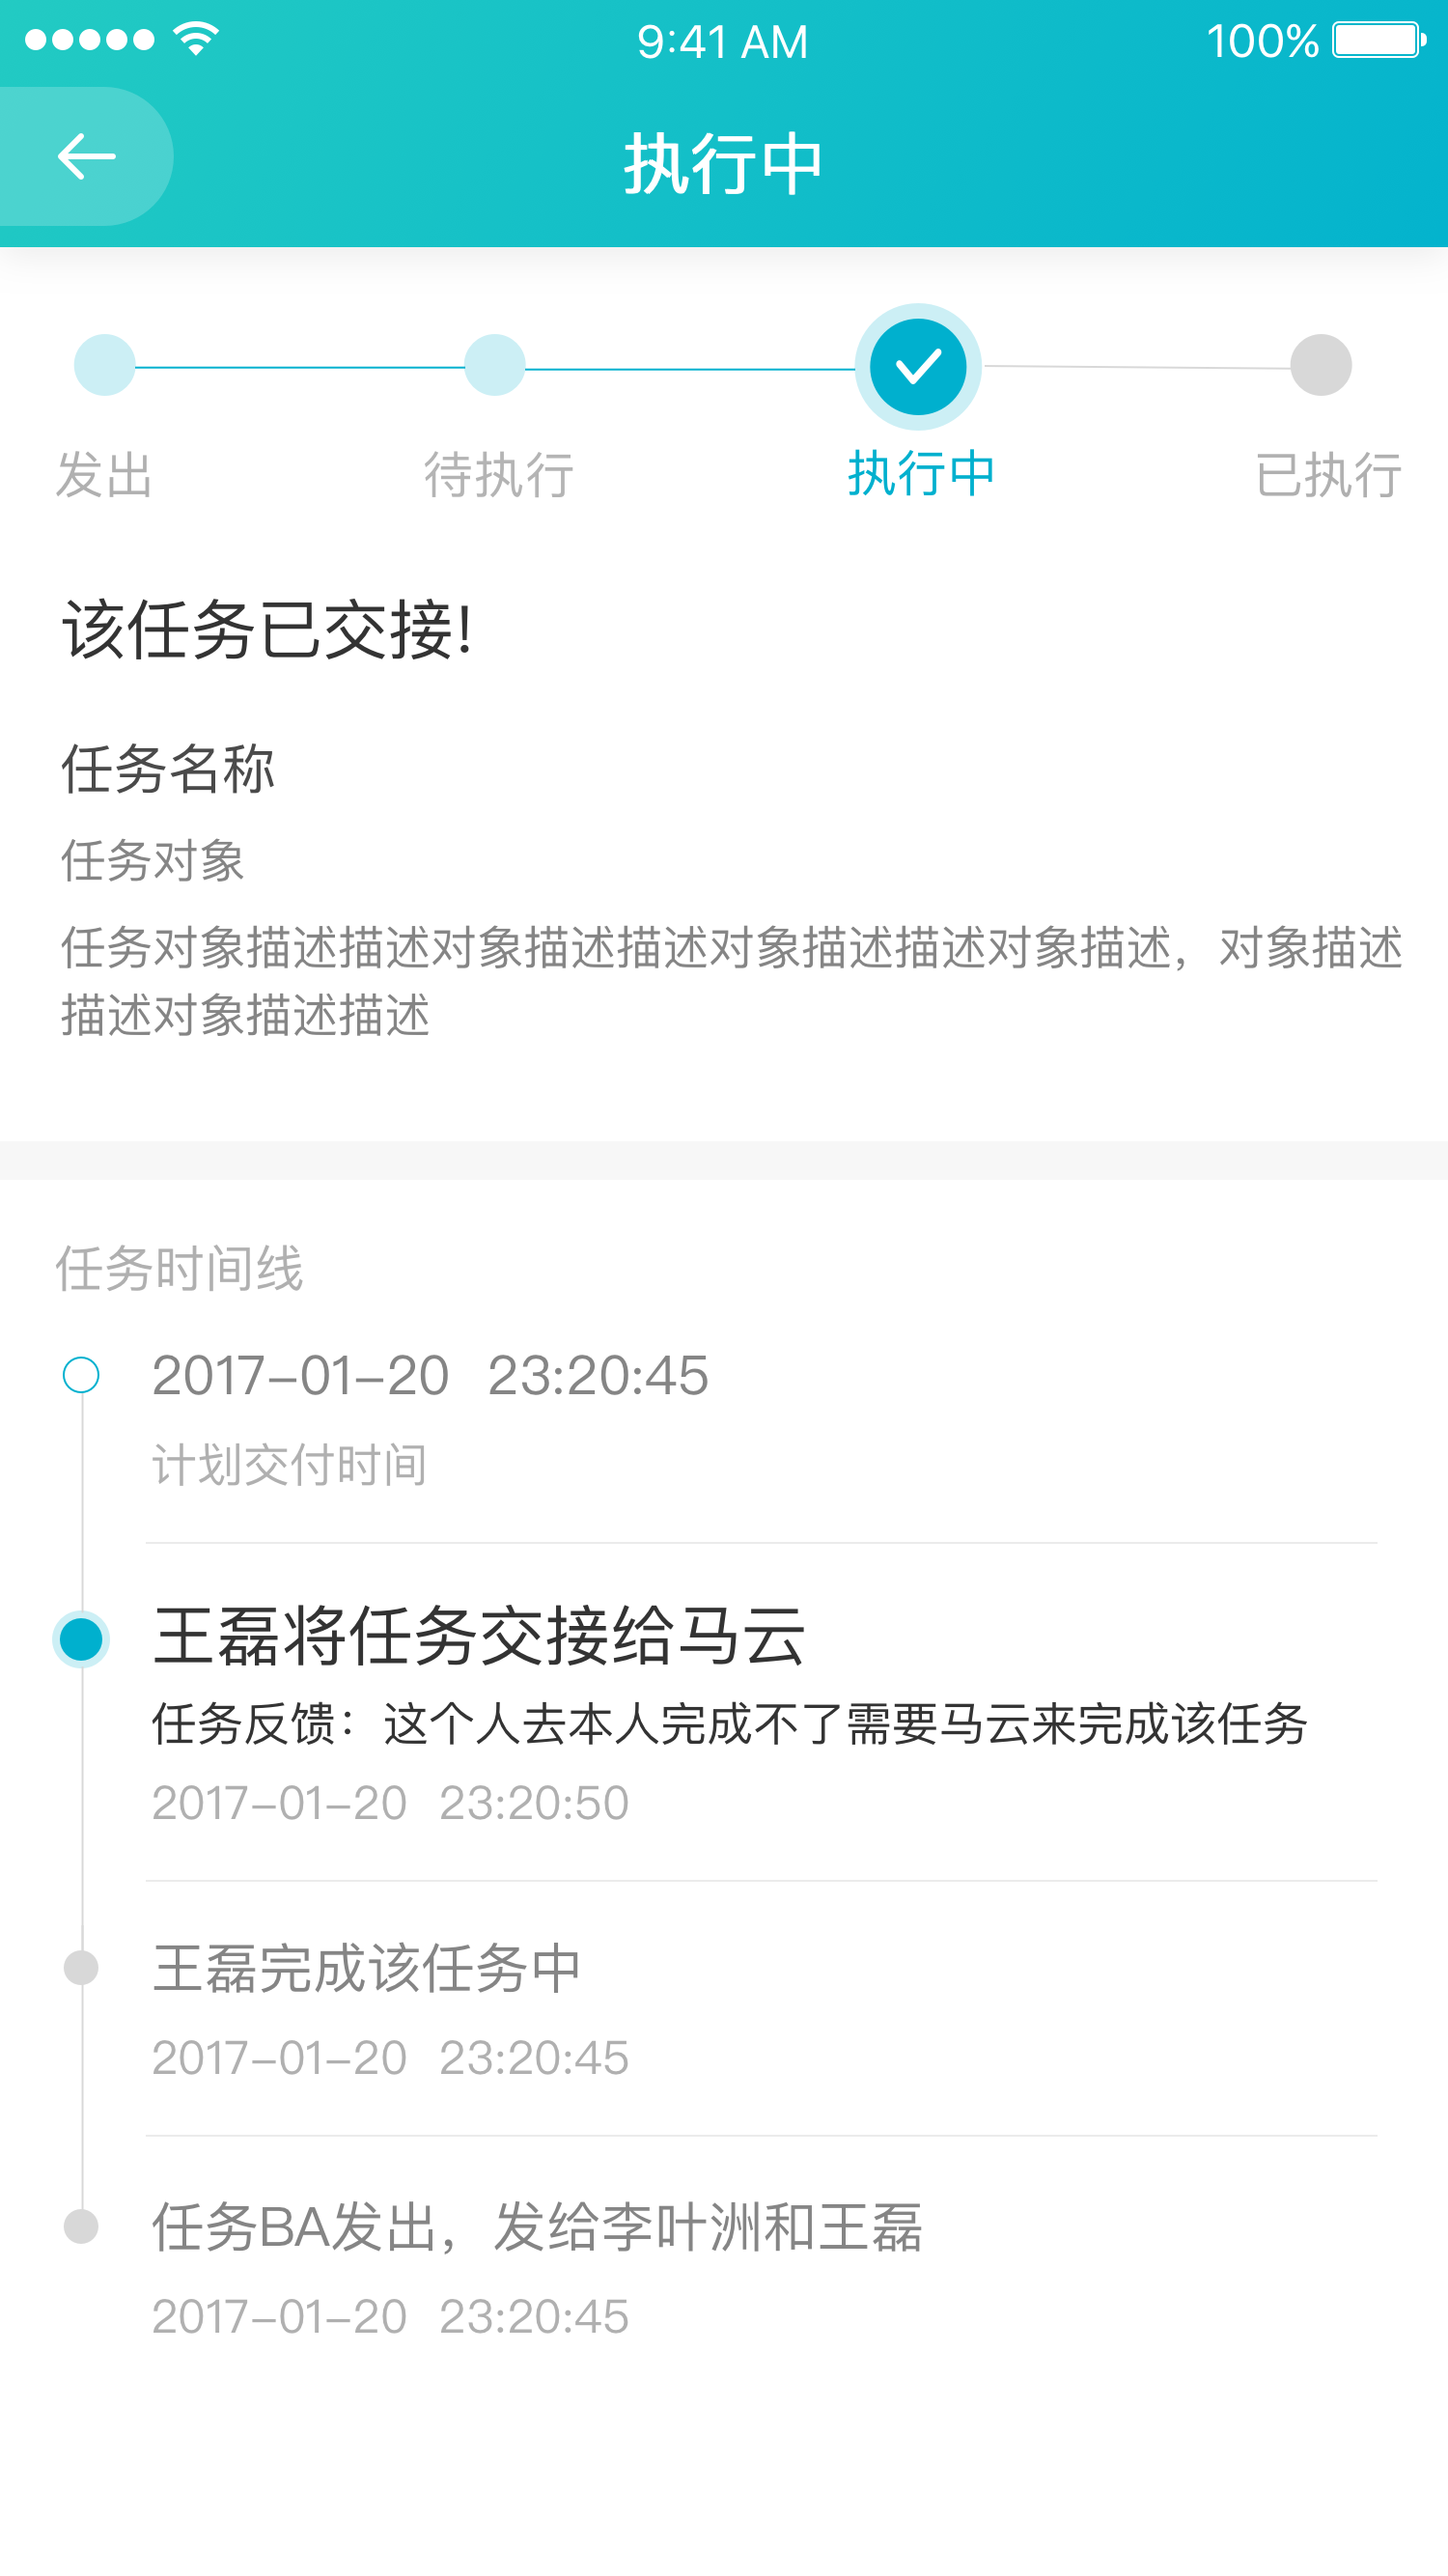 9:41 AM
100%
执行中
发出
待执行
执行中
已执行
该任务已交接!
任务名称
任务对象
任务对象描述描述对象描述描述对象描述描述对象描述，对象描述
描述对象描述描述
任务时间线
2017-01-20 23:20:45
计划交付时间
王磊将任务交接给马云
任务反馈：这个人去本人完成不了需要马云来完成该任务
2017-01-20 23:20:50
王磊完成该任务中
2017-01-20 23:20:45
任务BA发出，发给李叶洲和王磊
2017-01-20 23:20:45